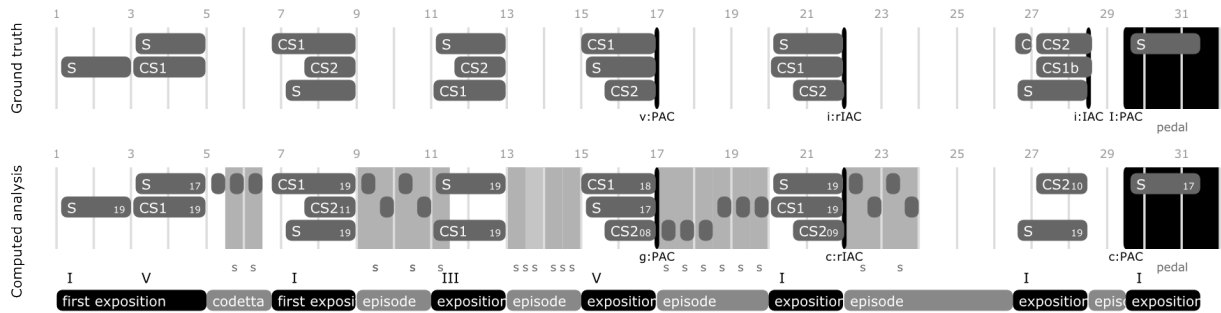 Ground truth
1 3 5 7 9 11 13 15 17 19 21 23 25 27 29 31
S CS1 S CS1 S C CS2 S
S CS1 CS2 CS2 S CS1 CS1b
S CS1 CS2 CS2 S
v:PAC i:rIAC i:IAC I:PAC
pedal
Computed analysis
1 3 5 7 9 11 13 15 17 19 21 23 25 27 29 31
S 17 CS1 19 S 19 CS1 18 S 19 CS2 10 S 17
S 19 CS1 19 CS2 11 S 17 CS1 19
S 19 CS1 19 CS2 08 CS2 09 S 19
g:PAC c:rIAC c:PAC
s s s s s s s s s s s s s s s s s s s pedal
I V I III V I I I
first exposition codetta first exposi episode exposition episode exposition episode exposition episode exposition epis exposition